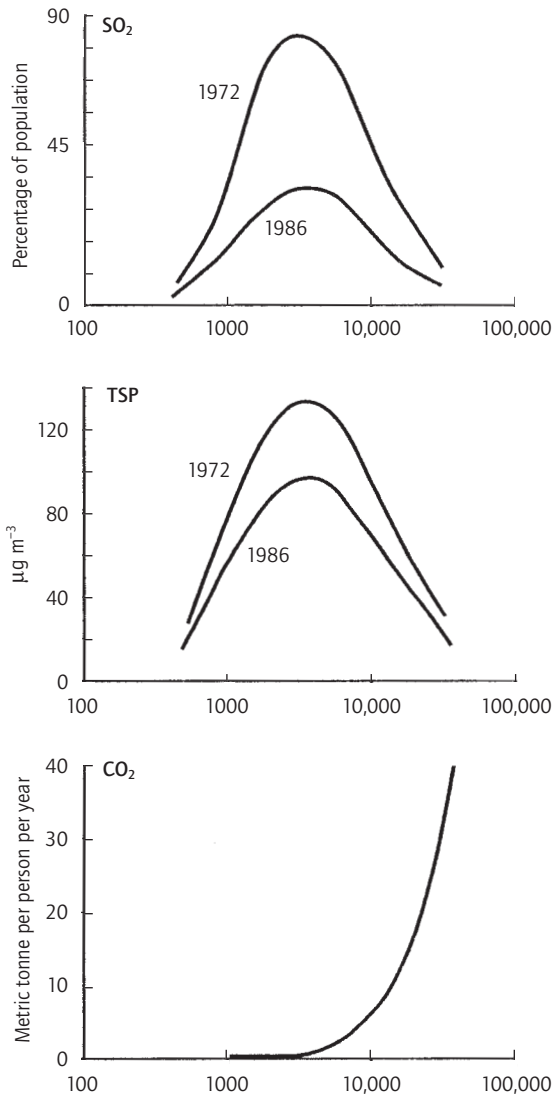 90
SO₂
1972
45
1986
0
Percentage of population
100 1000 10,000 100,000
TSP
120
1972
80
1986
40
0
µg m⁻³
100 1000 10,000 100,000
40
CO₂
30
20
10
0
Metric tonne per person per year
100 1000 10,000 100,000